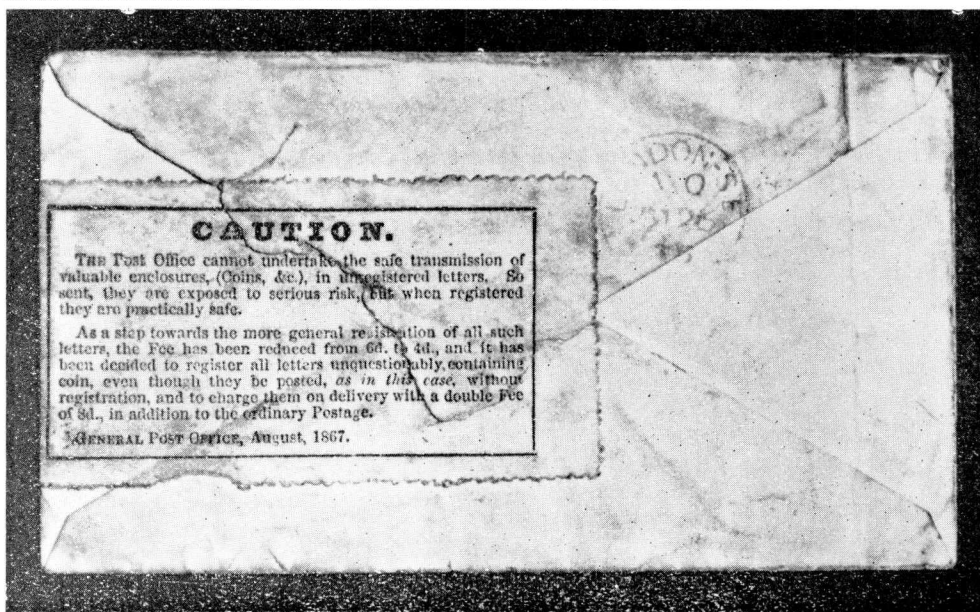 CAUTION.
THE Post Office cannot undertake the safe transmission of
valuable enclosures, (Coins, &c.), in unregistered letters. So
sent, they are exposed to serious risk, but when registered
they are practically safe.
As a step towards the more general registration of all such
letters, the Fee has been reduced from 6d. to 4d., and it has
been decided to register all letters unquestionably containing
coin, even though they be posted, as in this case, without
registration, and to charge them on delivery with a double Fee
of 8d., in addition to the ordinary Postage.
GENERAL POST OFFICE, August, 1867.